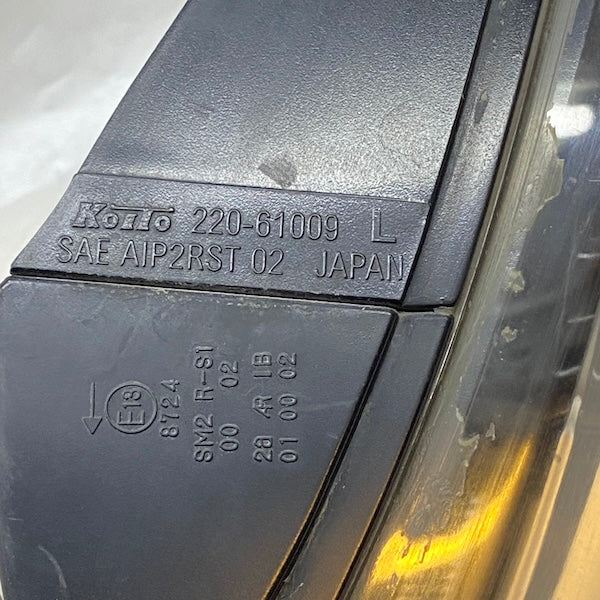 KOITO 220-61009 L
SAE AIP2RST 02 JAPAN
E13
8724
SM2 R-S1
00 02
2a AR IB
01 00 02